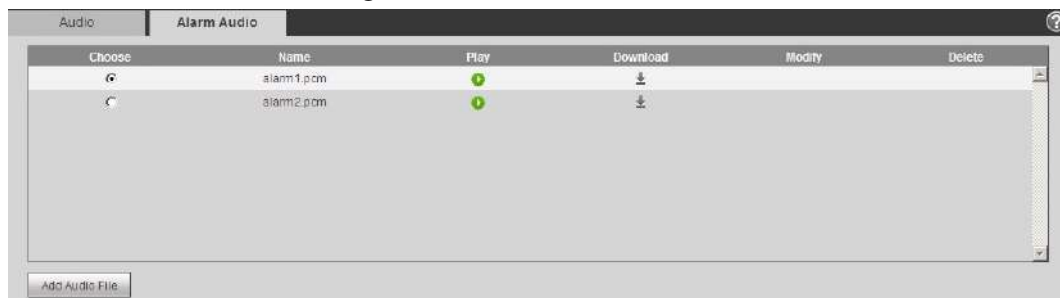 Audio Alarm Audio
Choose Name Play Download Modify Delete
alarm1.pcm
alarm2.pcm
Add Audio File